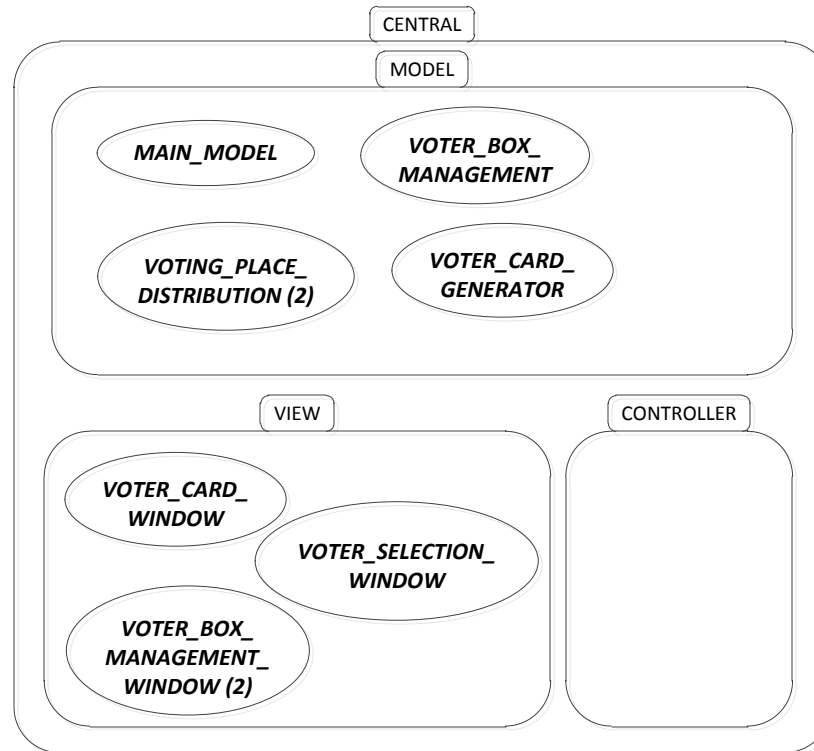 CENTRAL
MODEL
MAIN_MODEL
VOTER_BOX_
MANAGEMENT
VOTING_PLACE_
DISTRIBUTION (2)
VOTER_CARD_
GENERATOR
VIEW
CONTROLLER
VOTER_CARD_
WINDOW
VOTER_SELECTION_
WINDOW
VOTER_BOX_
MANAGEMENT_
WINDOW (2)